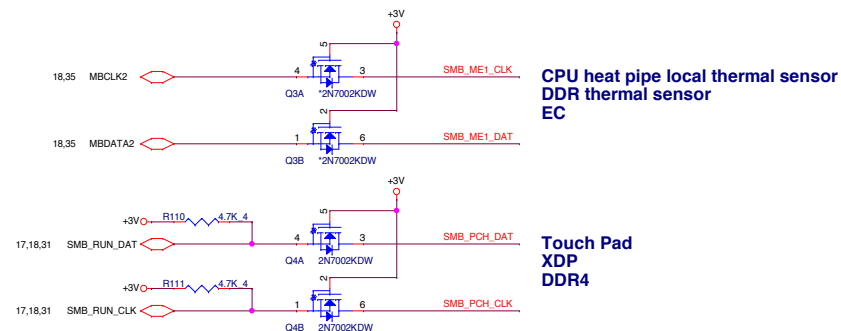 +3V
5
18,35 MBCLK2 4 3 SMB_ME1_CLK
Q3A *2N7002KDW
2
18,35 MBDATA2 1 6 SMB_ME1_DAT
Q3B *2N7002KDW
CPU heat pipe local thermal sensor
DDR thermal sensor
EC
+3V
+3V R110 4.7K_4
5
17,18,31 SMB_RUN_DAT 4 3 SMB_PCH_DAT
Q4A 2N7002KDW
+3V R111 4.7K_4
2
17,18,31 SMB_RUN_CLK 1 6 SMB_PCH_CLK
Q4B 2N7002KDW
Touch Pad
XDP
DDR4